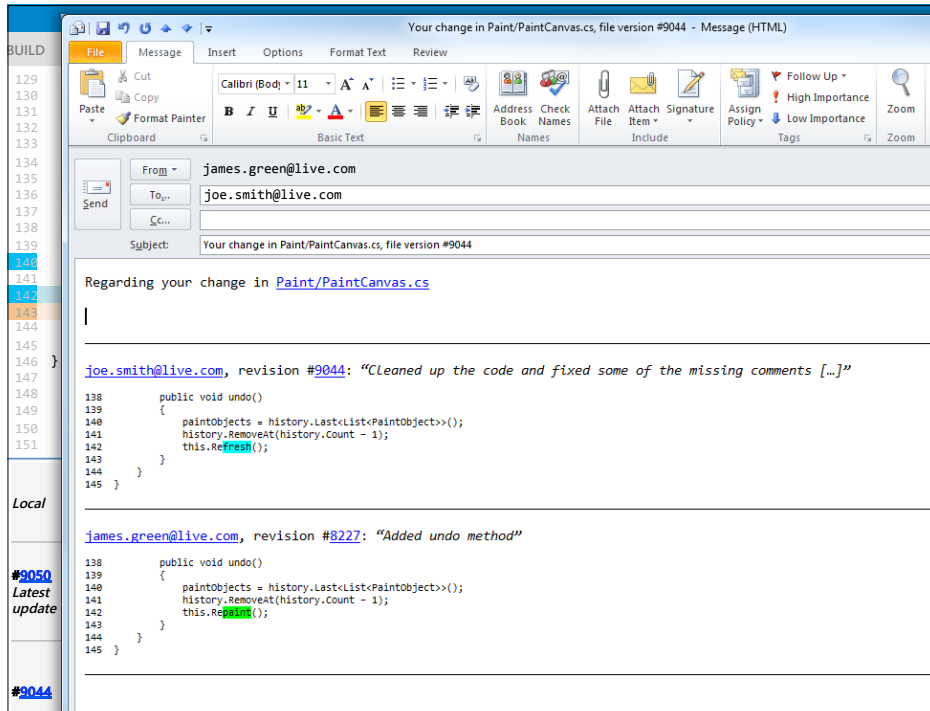 Your change in Paint/PaintCanvas.cs, file version #9044 - Message (HTML)
File Message Insert Options Format Text Review
Paste
Cut
Copy
Format Painter
Clipboard
Calibri (Body 11
B I U
Basic Text
Address Book
Check Names
Names
Attach File
Attach Item
Signature
Include
Assign Policy
Follow Up
High Importance
Low Importance
Tags
Zoom
Zoom
Send
From
james.green@live.com
To...
joe.smith@live.com
Cc...
Subject:
Your change in Paint/PaintCanvas.cs, file version #9044
Regarding your change in Paint/PaintCanvas.cs
joe.smith@live.com, revision #9044: “Cleaned up the code and fixed some of the missing comments […]”
138 public void undo()
139 {
140 paintObjects = history.Last<List<PaintObject>>();
141 history.RemoveAt(history.Count - 1);
142 this.Refresh();
143 }
144 }
145 }
james.green@live.com, revision #8227: “Added undo method”
138 public void undo()
139 {
140 paintObjects = history.Last<List<PaintObject>>();
141 history.RemoveAt(history.Count - 1);
142 this.Repaint();
143 }
144 }
145 }
BUILD
129
130
131
132
133
134
135
136
137
138
139
140
141
142
143
144
145
146 }
147
148
149
150
151
Local
#9050
Latest
update
#9044